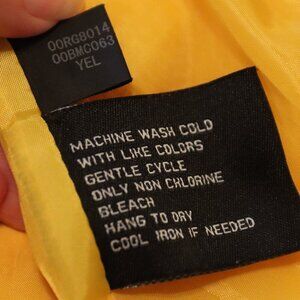 00RG8014
00BMC063
YEL
MACHINE WASH COLD
WITH LIKE COLORS
GENTLE CYCLE
ONLY NON CHLORINE
BLEACH
HANG TO DRY
COOL IRON IF NEEDED